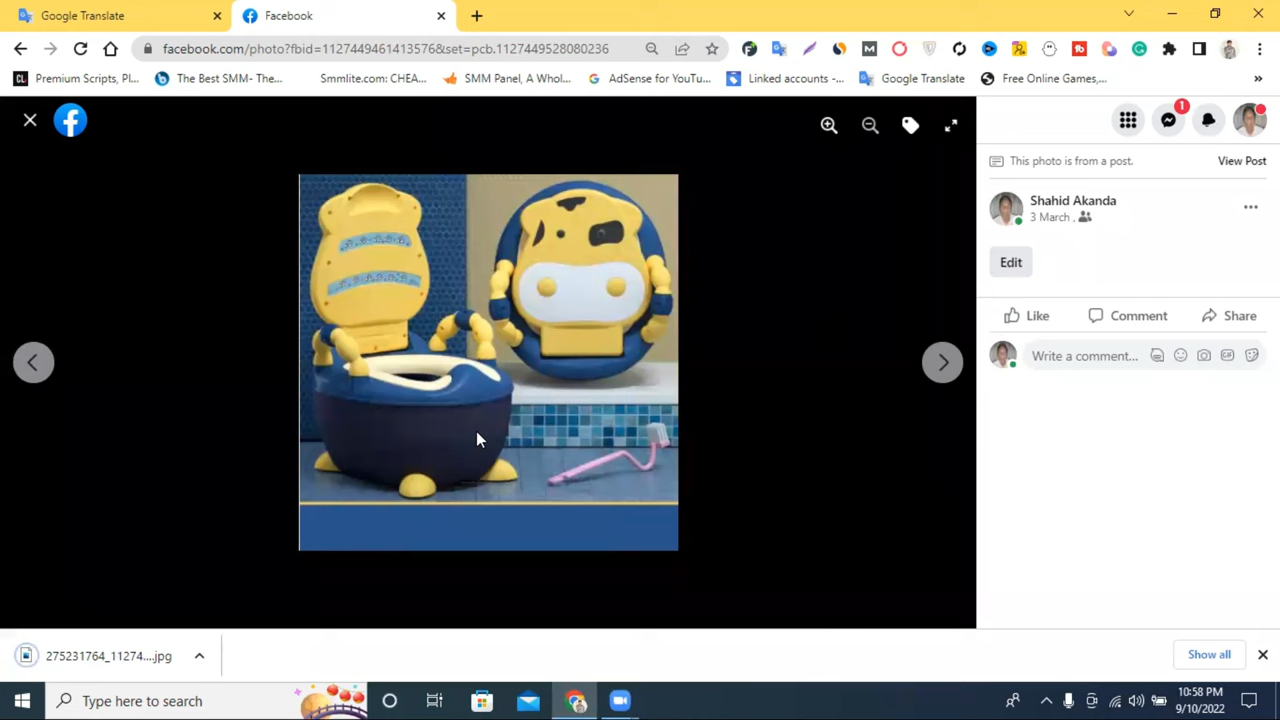 Google Translate
Facebook
facebook.com/photo?fbid=1127449461413576&set=pcb.1127449528080236
Premium Scripts, Pl...
The Best SMM- The...
Smmlite.com: CHEA...
SMM Panel, A Whol...
AdSense for YouTu...
Linked accounts -...
Google Translate
Free Online Games,...
»
1
This photo is from a post.
View Post
Shahid Akanda
3 March .
Edit
Like
Comment
Share
Write a comment...
GIF
275231764_11274....jpg
Show all
Type here to search
10:58 PM
9/10/2022